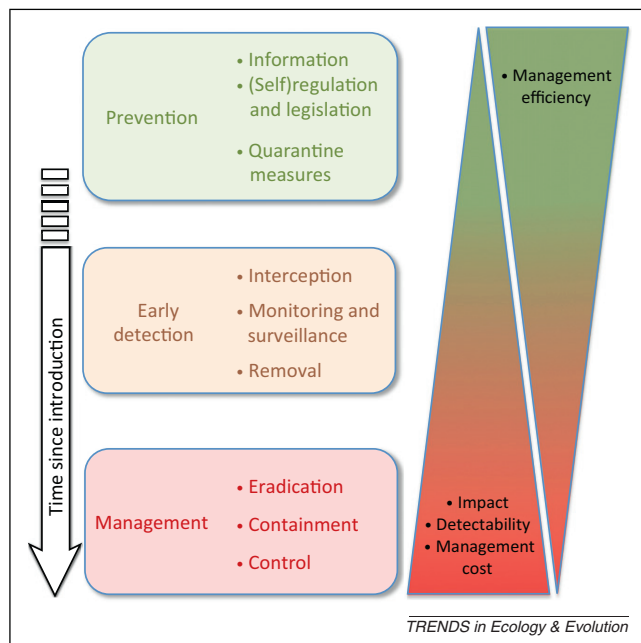 Prevention
• Information
• (Self)regulation
and legislation
• Quarantine
measures
Early
detection
• Interception
• Monitoring and
surveillance
• Removal
Management
• Eradication
• Containment
• Control
Time since introduction
• Management
efficiency
• Impact
• Detectability
• Management
cost
TRENDS in Ecology & Evolution